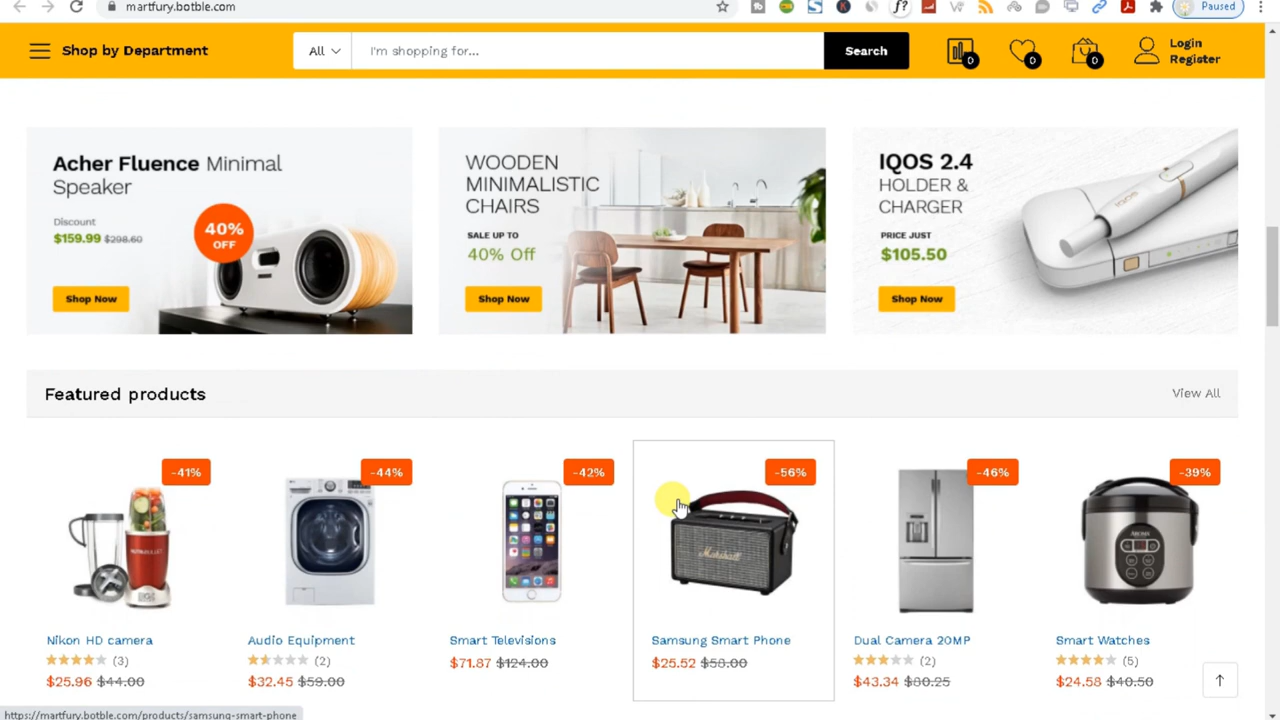 martfury.botble.com
Paused
Shop by Department
All
I'm shopping for...
Search
0
0
0
Login
Register
Acher Fluence Minimal
Speaker
Discount
$159.99 $298.60
40%
OFF
Shop Now
WOODEN
MINIMALISTIC
CHAIRS
SALE UP TO
40% Off
Shop Now
IQOS 2.4
HOLDER &
CHARGER
PRICE JUST
$105.50
Shop Now
IQOS
Featured products
View All
-41%
-44%
-42%
-56%
-46%
-39%
Marshall
Nikon HD camera
Audio Equipment
Smart Televisions
Samsung Smart Phone
Dual Camera 20MP
Smart Watches
(3)
(2)
(2)
(5)
$25.96 $44.00
$32.45 $59.00
$71.87 $124.00
$25.52 $58.00
$43.34 $80.25
$24.58 $40.50
https://martfury.botble.com/products/samsung-smart-phone